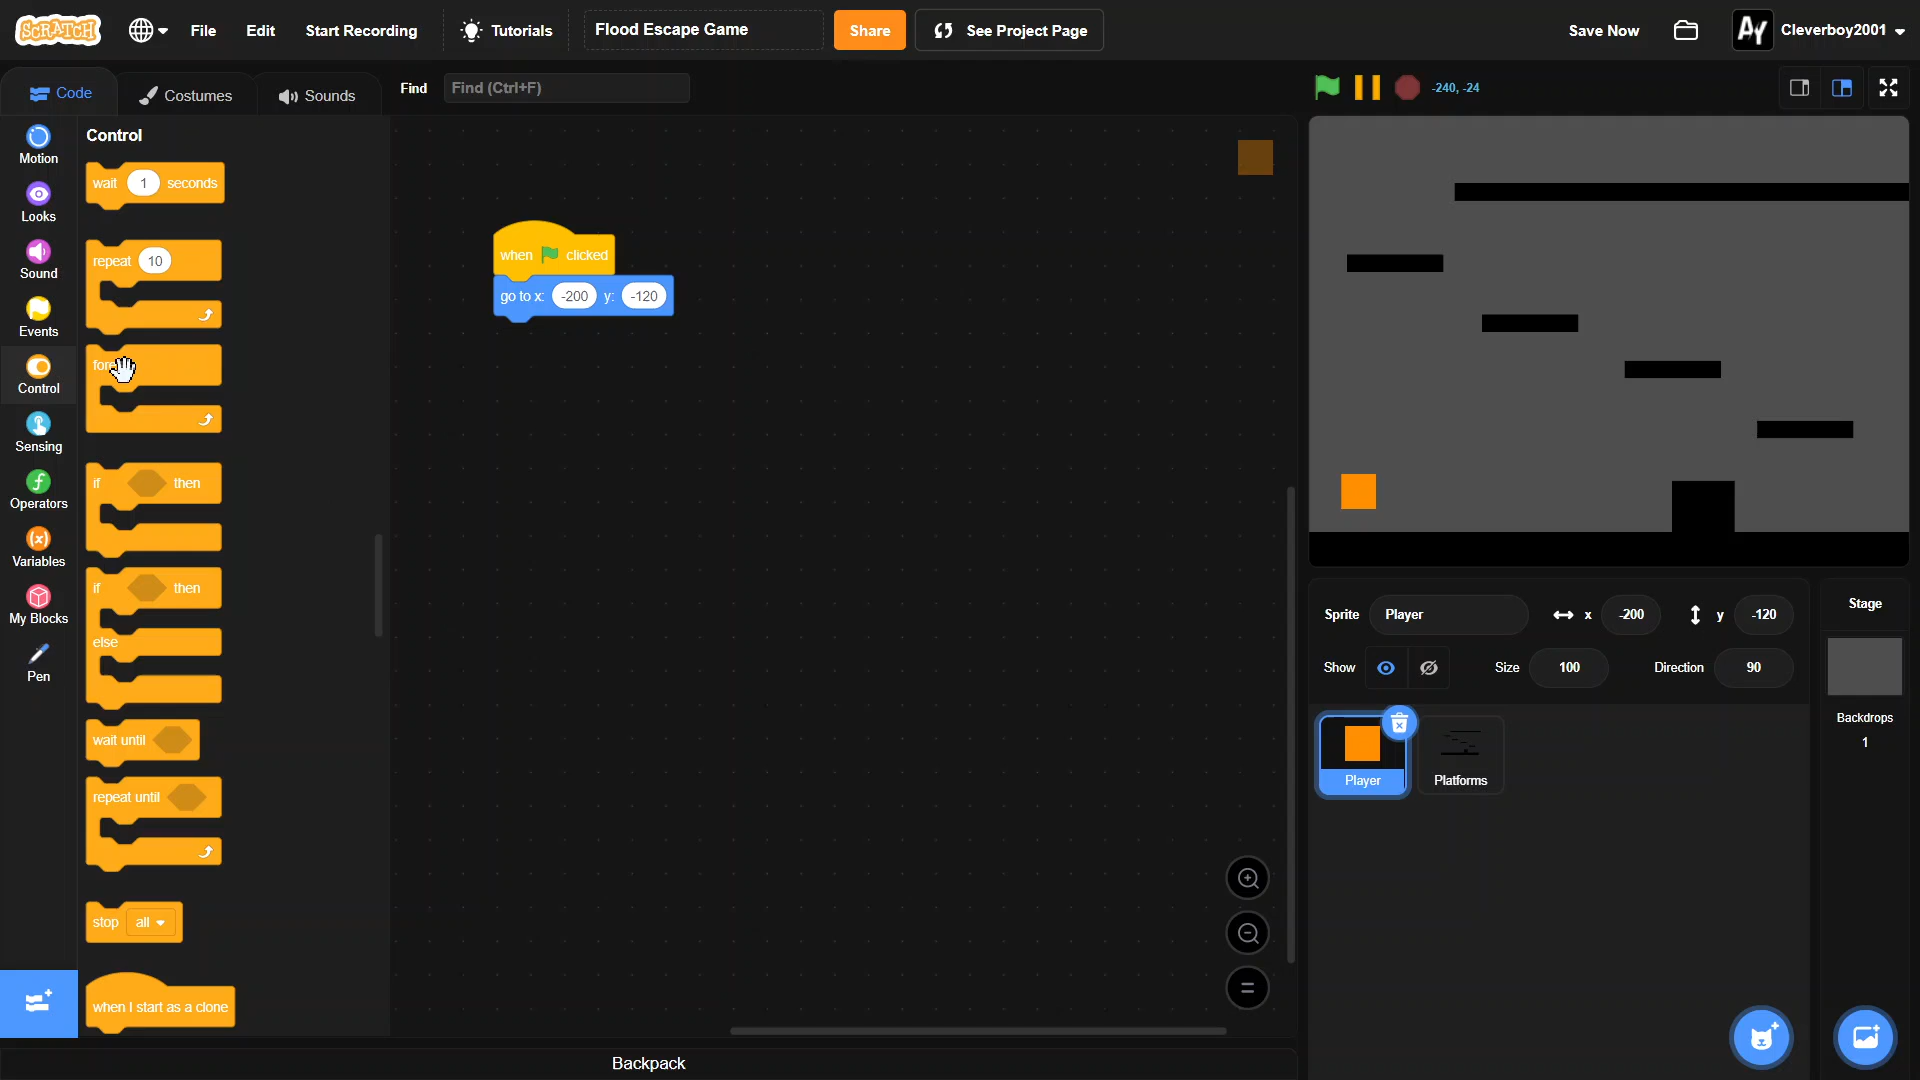 SCRATCH
File
Edit
Start Recording
Tutorials
Flood Escape Game
Share
See Project Page
Save Now
Ay
Cleverboy2001
Code
Costumes
Sounds
Find
Find (Ctrl+F)
-240, -24
Motion
Looks
Sound
Events
Control
Sensing
Operators
Variables
My Blocks
Pen
Control
wait 1 seconds
repeat 10
if then
if then
else
wait until
repeat until
stop all
when I start as a clone
when clicked
go to x: -200 y: -120
Sprite Player x -200 y -120
Show Size 100 Direction 90
Player
Platforms
Stage
Backdrops
1
Backpack